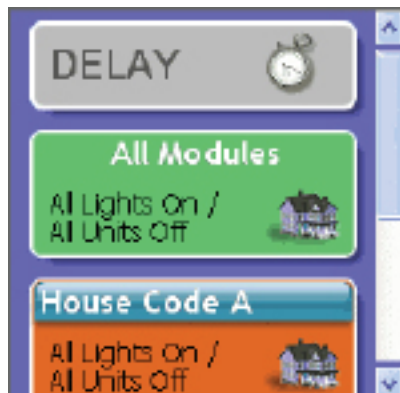 DELAY
All Modules
All Lights On /
All Units Off
House Code A
All Lights On /
All Units Off